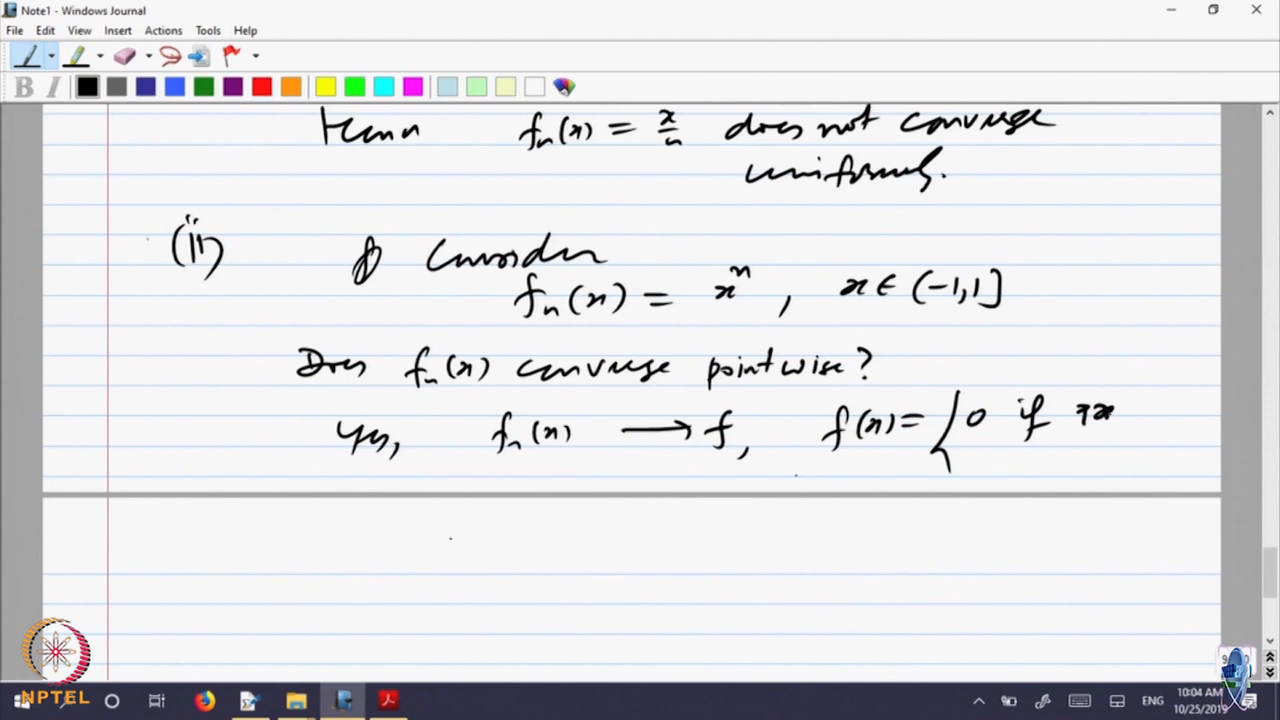 Note1 - Windows Journal
File Edit View Insert Actions Tools Help
B I
Hence fₙ(x) = x/n does not converge
uniformly.
(ii) Consider
fₙ(x) = xⁿ, x ∈ (-1,1]
Does fₙ(x) converge pointwise?
Yes, fₙ(x) → f, f(x) = { 0 if
NPTEL
ENG
10:04 AM
10/25/2019